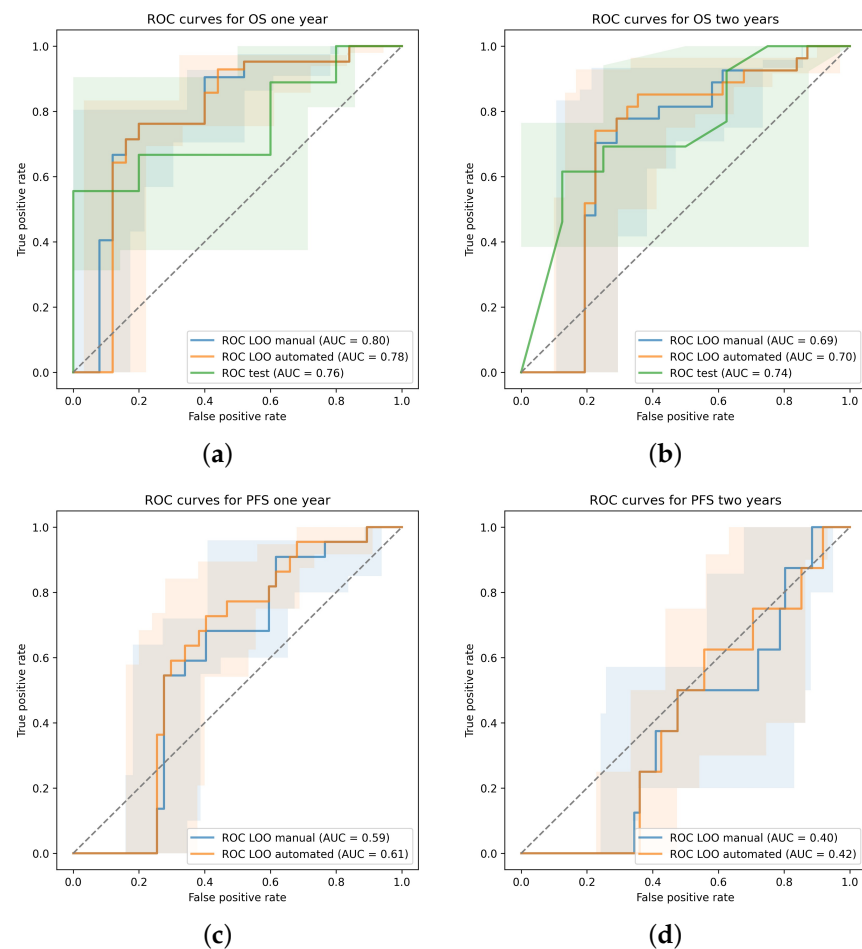 ROC curves for OS one year
True positive rate
1.0
0.8
0.6
0.4
0.2
0.0
0.0 0.2 0.4 0.6 0.8 1.0
False positive rate
ROC LOO manual (AUC = 0.80)
ROC LOO automated (AUC = 0.78)
ROC test (AUC = 0.76)
(a)
ROC curves for OS two years
True positive rate
1.0
0.8
0.6
0.4
0.2
0.0
0.0 0.2 0.4 0.6 0.8 1.0
False positive rate
ROC LOO manual (AUC = 0.69)
ROC LOO automated (AUC = 0.70)
ROC test (AUC = 0.74)
(b)
ROC curves for PFS one year
True positive rate
1.0
0.8
0.6
0.4
0.2
0.0
0.0 0.2 0.4 0.6 0.8 1.0
False positive rate
ROC LOO manual (AUC = 0.59)
ROC LOO automated (AUC = 0.61)
(c)
ROC curves for PFS two years
True positive rate
1.0
0.8
0.6
0.4
0.2
0.0
0.0 0.2 0.4 0.6 0.8 1.0
False positive rate
ROC LOO manual (AUC = 0.40)
ROC LOO automated (AUC = 0.42)
(d)